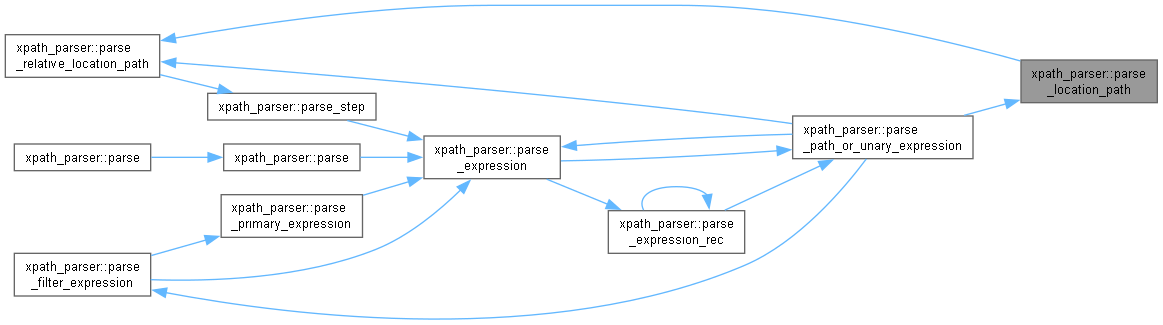 xpath_parser::parse
_relative_location_path
xpath_parser::parse
_location_path
xpath_parser::parse_step
xpath_parser::parse
_path_or_unary_expression
xpath_parser::parse
_expression
xpath_parser::parse
xpath_parser::parse
xpath_parser::parse
_primary_expression
xpath_parser::parse
_expression_rec
xpath_parser::parse
_filter_expression